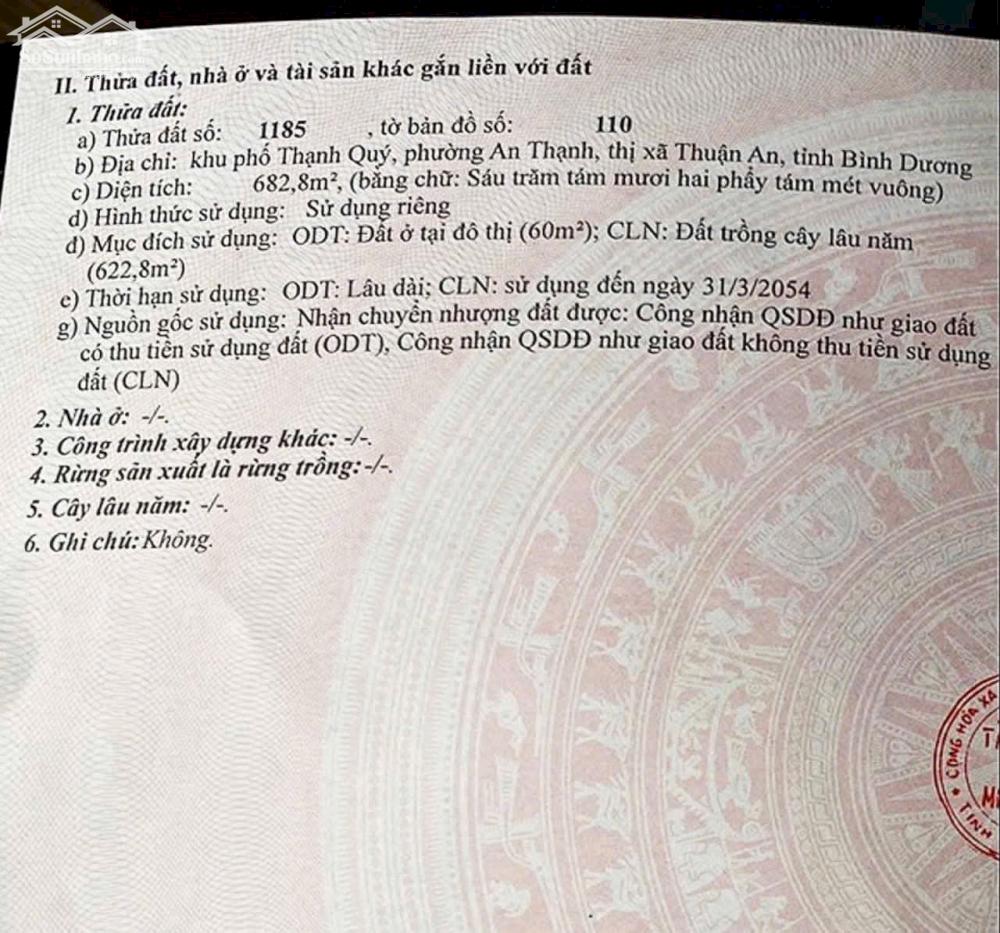 II. Thửa đất, nhà ở và tài sản khác gắn liền với đất
1. Thửa đất:
a) Thửa đất số: 1185 , tờ bản đồ số: 110
b) Địa chỉ: khu phố Thạnh Quý, phường An Thạnh, thị xã Thuận An, tỉnh Bình Dương
c) Diện tích: 682,8m², (bằng chữ: Sáu trăm tám mươi hai phẩy tám mét vuông)
d) Hình thức sử dụng: Sử dụng riêng
đ) Mục đích sử dụng: ODT: Đất ở tại đô thị (60m²); CLN: Đất trồng cây lâu năm
(622,8m²)
e) Thời hạn sử dụng: ODT: Lâu dài; CLN: sử dụng đến ngày 31/3/2054
g) Nguồn gốc sử dụng: Nhận chuyển nhượng đất được: Công nhận QSDĐ như giao đất
có thu tiền sử dụng đất (ODT), Công nhận QSDĐ như giao đất không thu tiền sử dụng
đất (CLN)
2. Nhà ở: -/-.
3. Công trình xây dựng khác: -/-.
4. Rừng sản xuất là rừng trồng: -/-.
5. Cây lâu năm: -/-.
6. Ghi chú: Không.
CỘNG HÒA XA
TỈNH